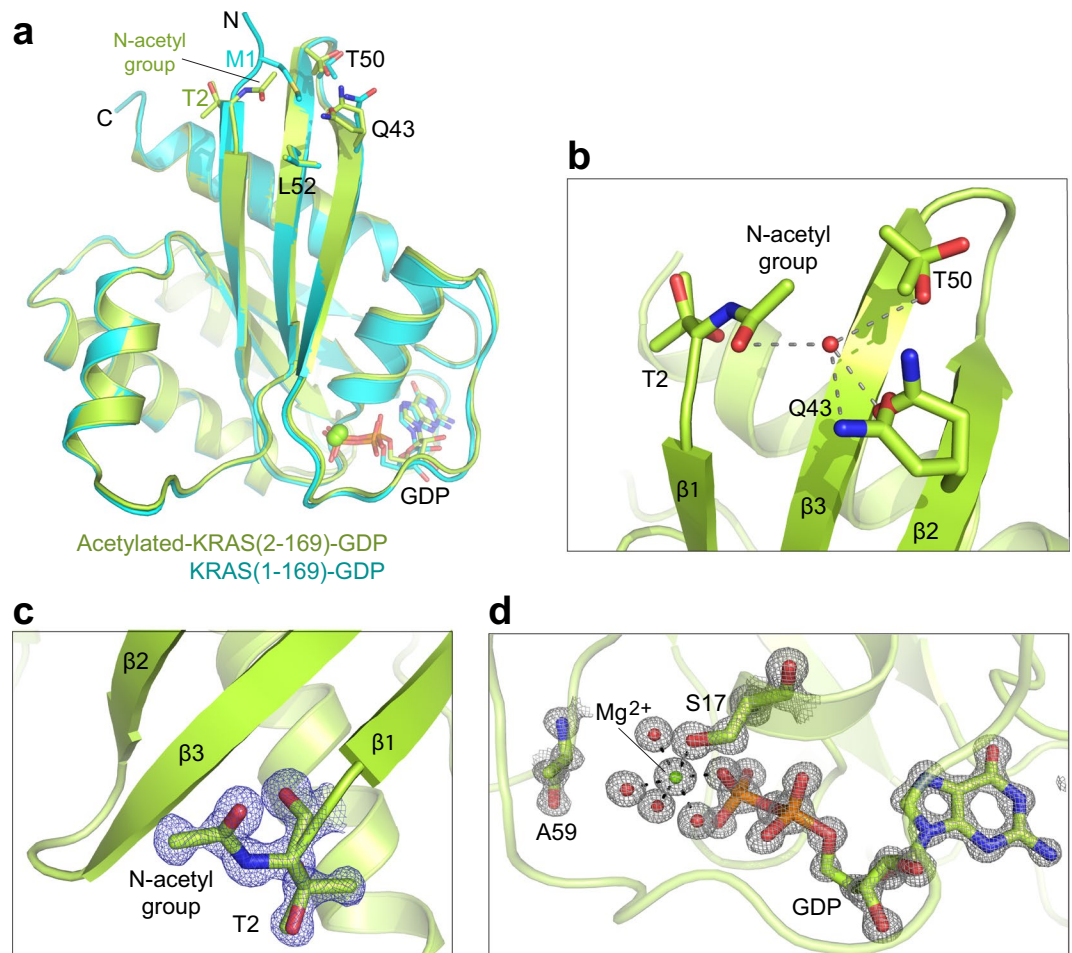 a
N
N-acetyl
group
M1
T50
T2
C
Q43
L52
GDP
Acetylated-KRAS(2-169)-GDP
KRAS(1-169)-GDP
b
N-acetyl
group
T50
T2
Q43
β1
β3
β2
c
β2
β3
β1
N-acetyl
group
T2
d
S17
Mg2+
A59
GDP